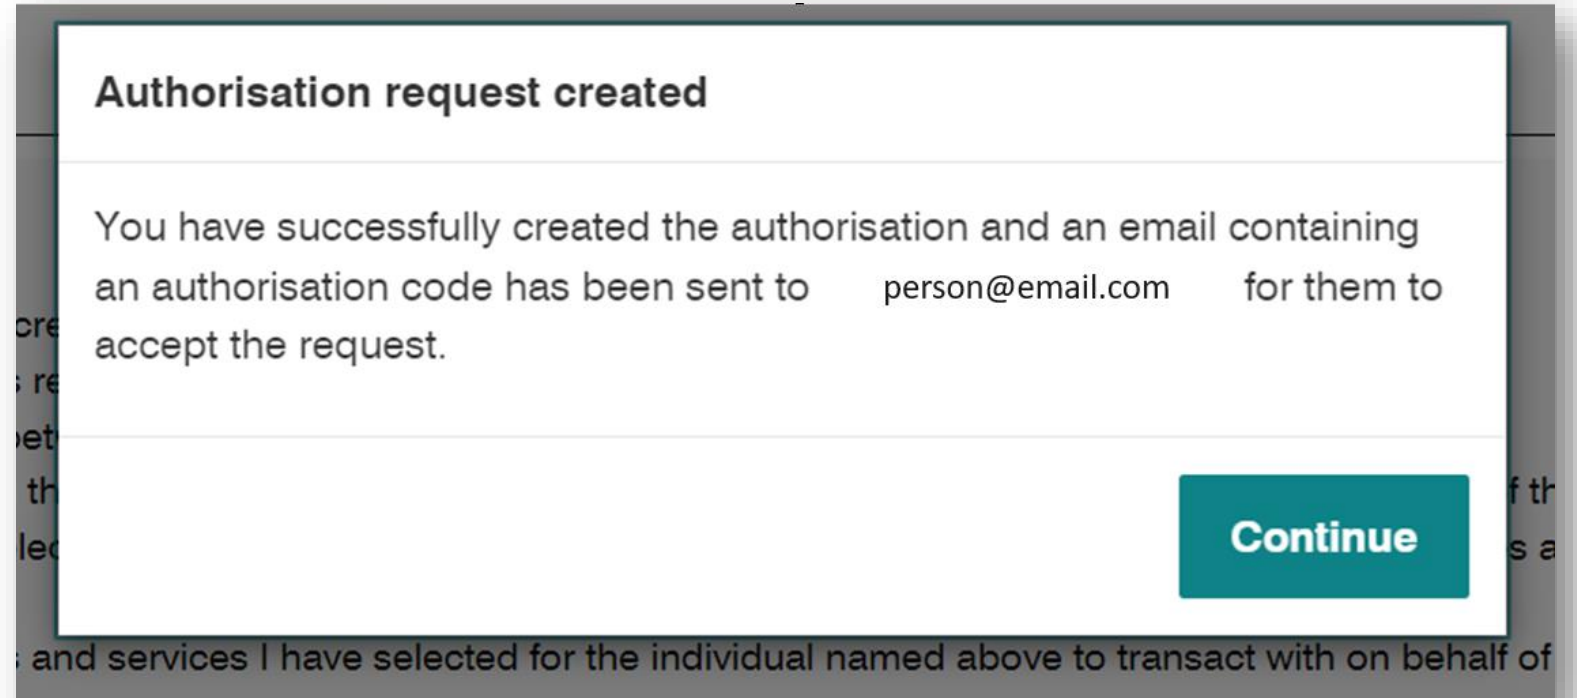 Authorisation request created
You have successfully created the authorisation and an email containing
an authorisation code has been sent to person@email.com for them to
accept the request.
Continue
and services I have selected for the individual named above to transact with on behalf of